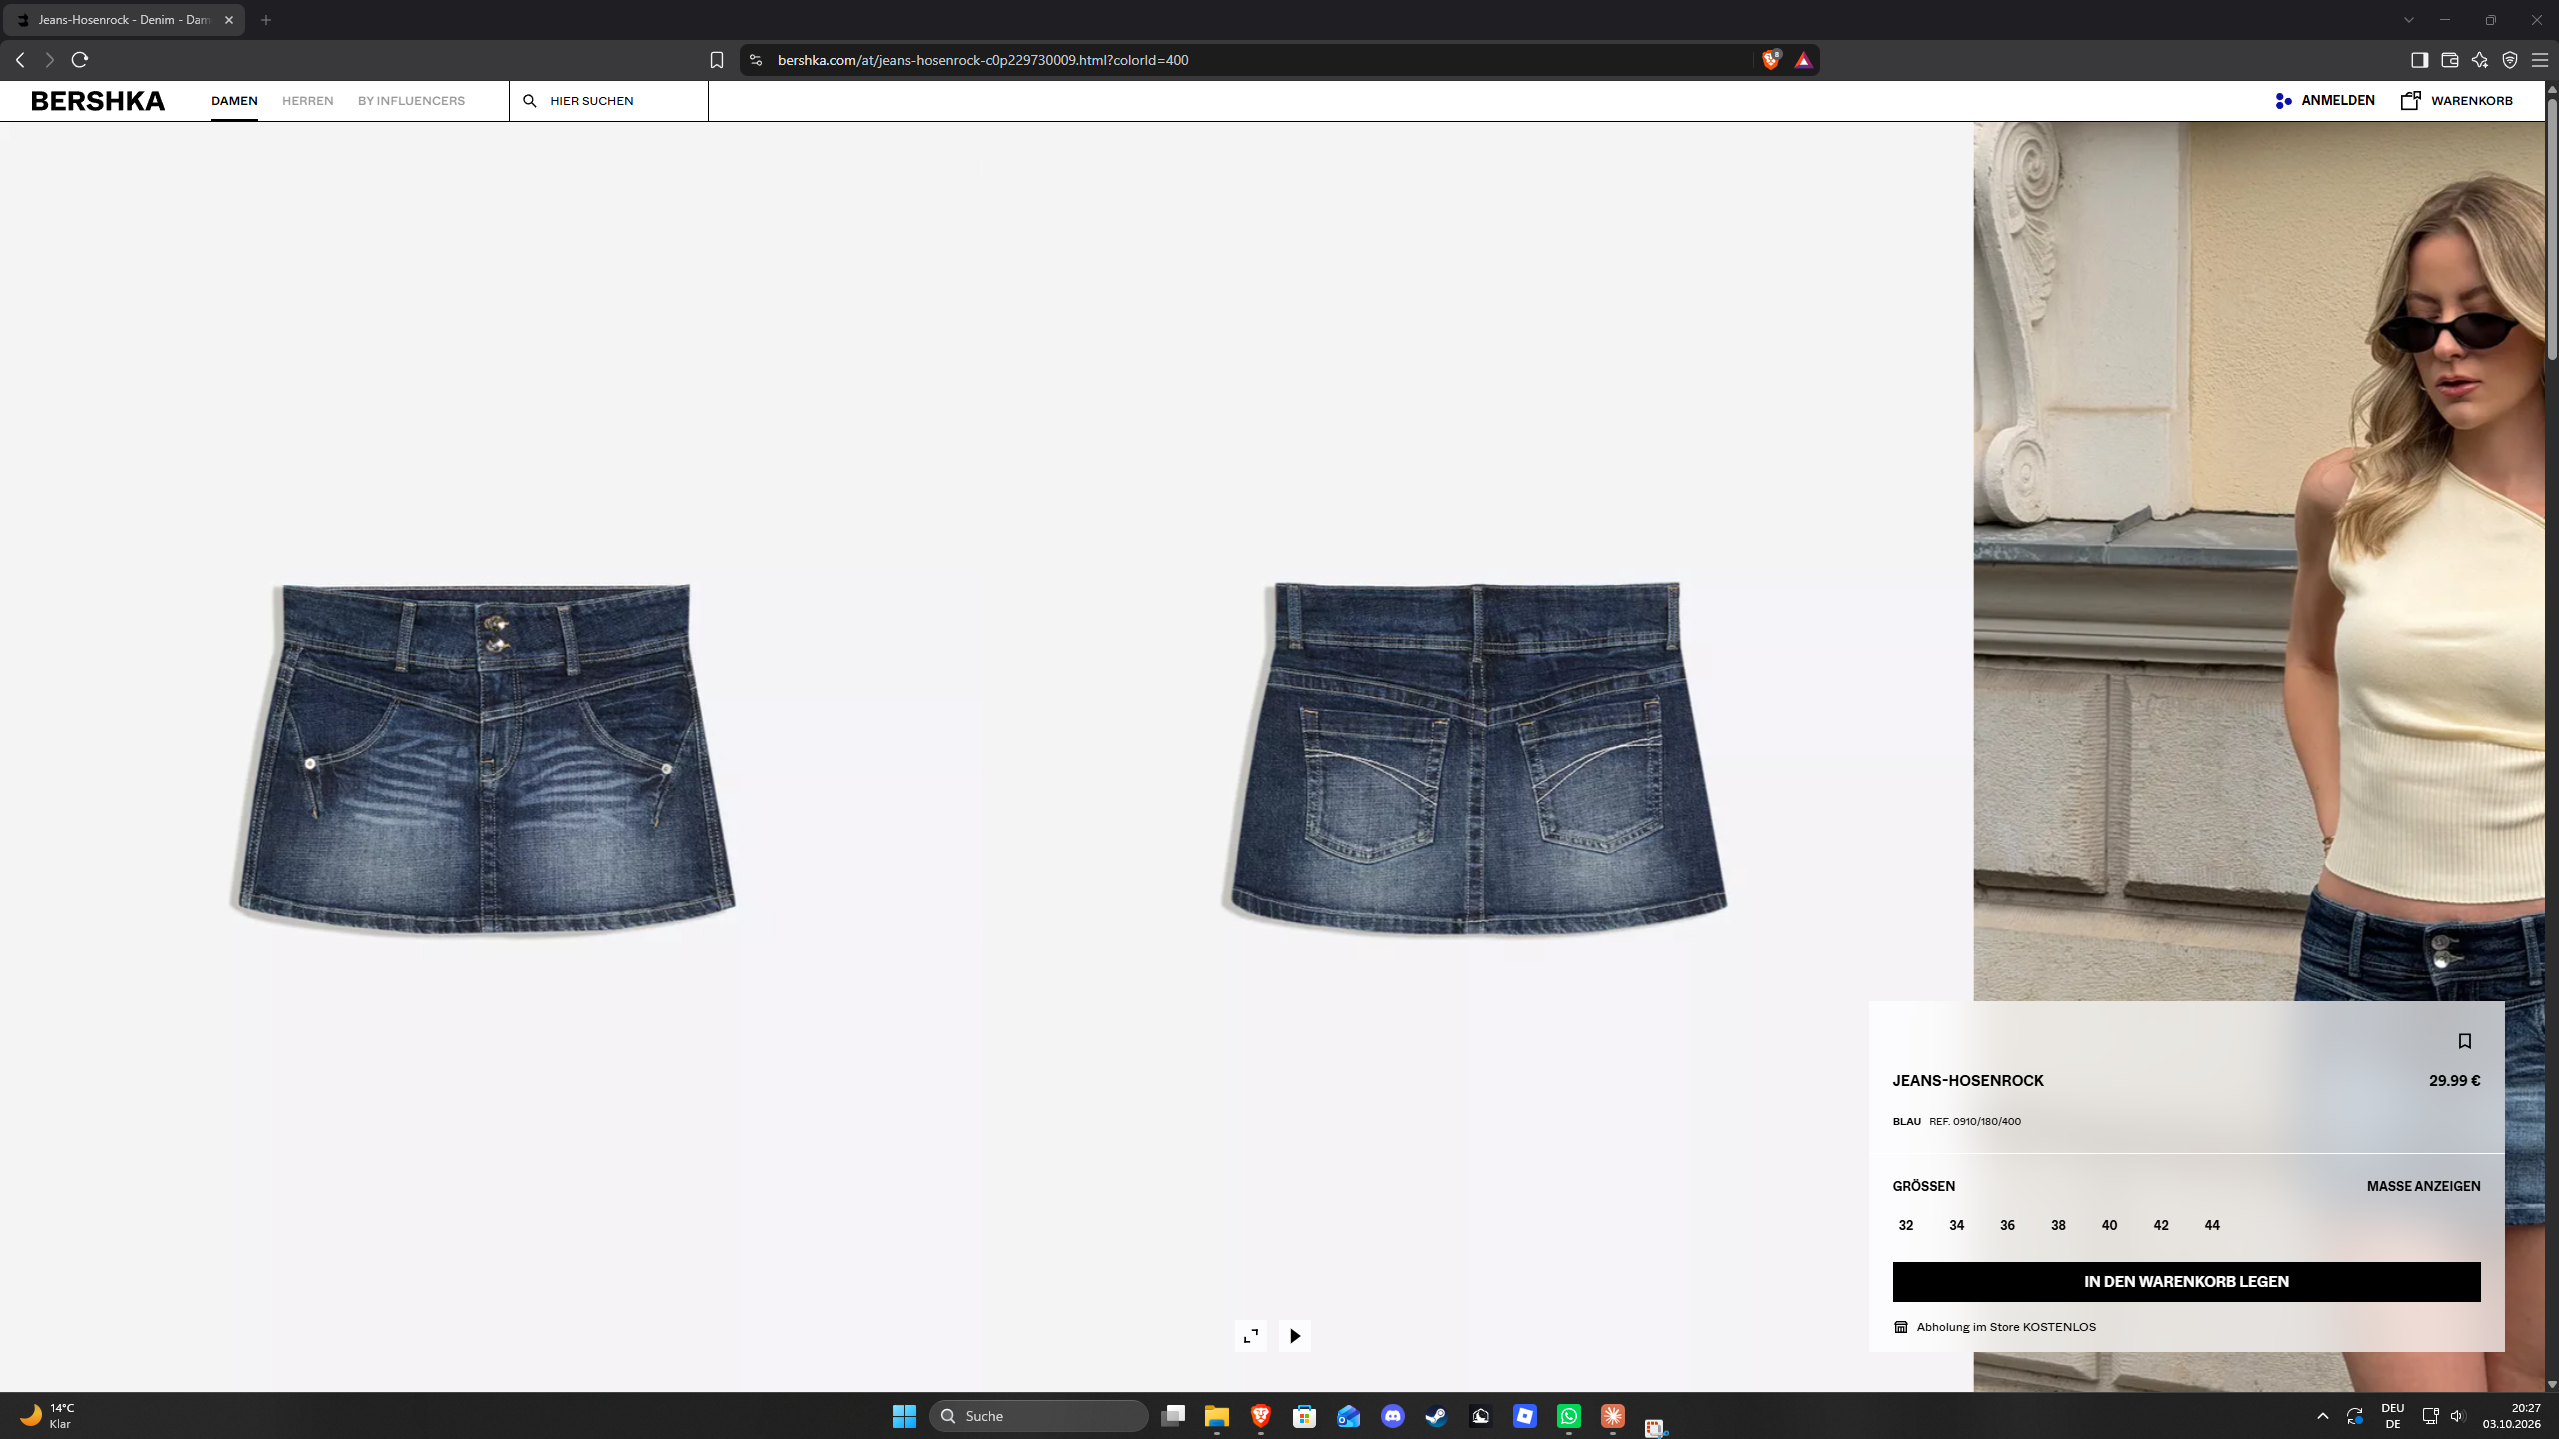 Jeans-Hosenrock - Denim - Dam
bershka.com/at/jeans-hosenrock-c0p229730009.html?colorId=400
BERSHKA
DAMEN
HERREN
BY INFLUENCERS
HIER SUCHEN
ANMELDEN
WARENKORB
JEANS-HOSENROCK
29.99 €
BLAU REF. 0910/180/400
GRÖSSEN
MASSE ANZEIGEN
32 34 36 38 40 42 44
IN DEN WARENKORB LEGEN
Abholung im Store KOSTENLOS
14°C
Klar
Suche
DEU
DE
20:27
03.10.2026